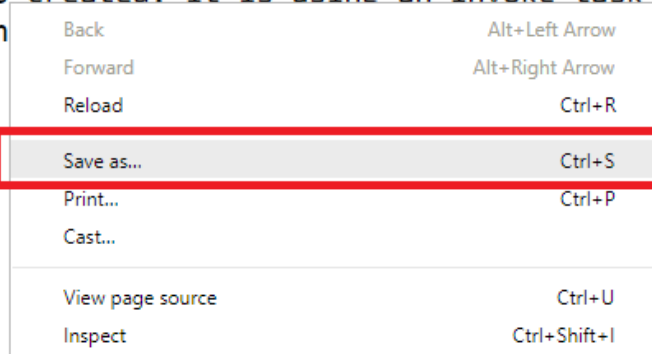 Back Alt+Left Arrow
Forward Alt+Right Arrow
Reload Ctrl+R
Save as... Ctrl+S
Print... Ctrl+P
Cast...
View page source Ctrl+U
Inspect Ctrl+Shift+I